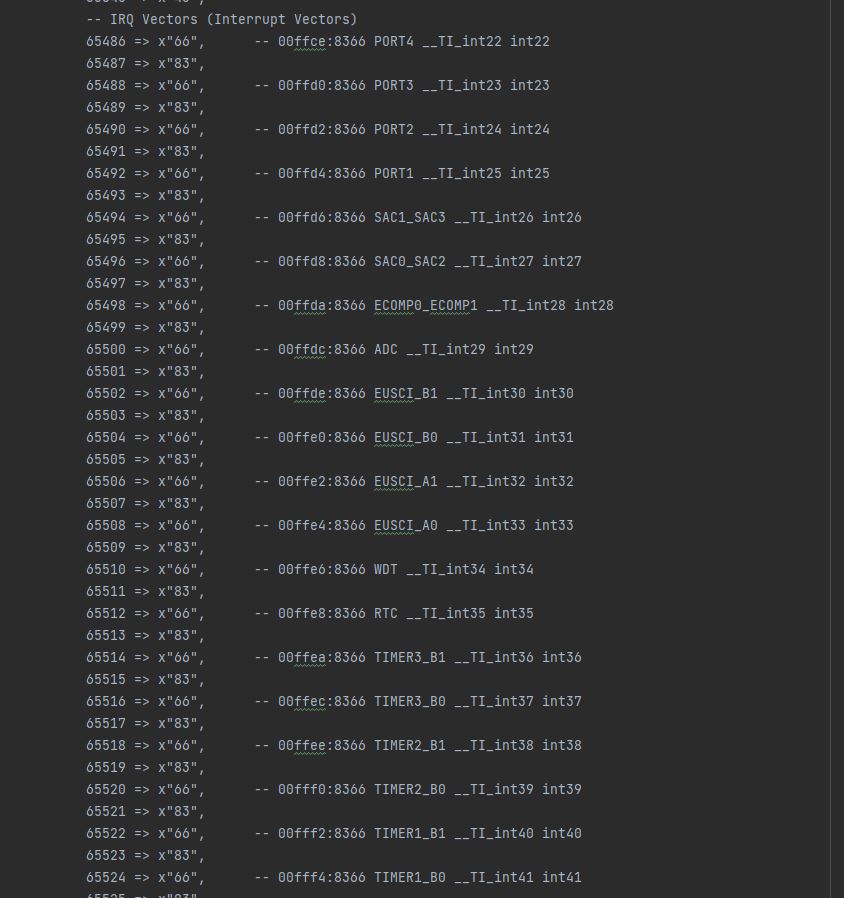 -- IRQ Vectors (Interrupt Vectors)
65486 => x"66",      -- 00ffce:8366 PORT4 __TI_int22 int22
65487 => x"83",
65488 => x"66",      -- 00ffd0:8366 PORT3 __TI_int23 int23
65489 => x"83",
65490 => x"66",      -- 00ffd2:8366 PORT2 __TI_int24 int24
65491 => x"83",
65492 => x"66",      -- 00ffd4:8366 PORT1 __TI_int25 int25
65493 => x"83",
65494 => x"66",      -- 00ffd6:8366 SAC1_SAC3 __TI_int26 int26
65495 => x"83",
65496 => x"66",      -- 00ffd8:8366 SAC0_SAC2 __TI_int27 int27
65497 => x"83",
65498 => x"66",      -- 00ffda:8366 ECOMP0_ECOMP1 __TI_int28 int28
65499 => x"83",
65500 => x"66",      -- 00ffdc:8366 ADC __TI_int29 int29
65501 => x"83",
65502 => x"66",      -- 00ffde:8366 EUSCI_B1 __TI_int30 int30
65503 => x"83",
65504 => x"66",      -- 00ffe0:8366 EUSCI_B0 __TI_int31 int31
65505 => x"83",
65506 => x"66",      -- 00ffe2:8366 EUSCI_A1 __TI_int32 int32
65507 => x"83",
65508 => x"66",      -- 00ffe4:8366 EUSCI_A0 __TI_int33 int33
65509 => x"83",
65510 => x"66",      -- 00ffe6:8366 WDT __TI_int34 int34
65511 => x"83",
65512 => x"66",      -- 00ffe8:8366 RTC __TI_int35 int35
65513 => x"83",
65514 => x"66",      -- 00ffea:8366 TIMER3_B1 __TI_int36 int36
65515 => x"83",
65516 => x"66",      -- 00ffec:8366 TIMER3_B0 __TI_int37 int37
65517 => x"83",
65518 => x"66",      -- 00ffee:8366 TIMER2_B1 __TI_int38 int38
65519 => x"83",
65520 => x"66",      -- 00fff0:8366 TIMER2_B0 __TI_int39 int39
65521 => x"83",
65522 => x"66",      -- 00fff2:8366 TIMER1_B1 __TI_int40 int40
65523 => x"83",
65524 => x"66",      -- 00fff4:8366 TIMER1_B0 __TI_int41 int41